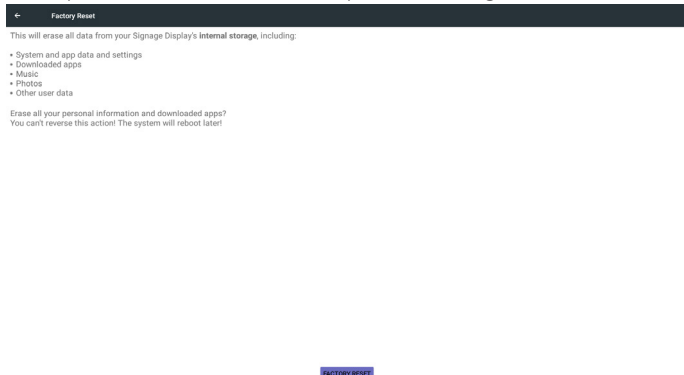 ← Factory Reset
This will erase all data from your Signage Display's internal storage, including:
• System and app data and settings
• Downloaded apps
• Music
• Photos
• Other user data
Erase all your personal information and downloaded apps?
You can't reverse this action! The system will reboot later!
FACTORY RESET